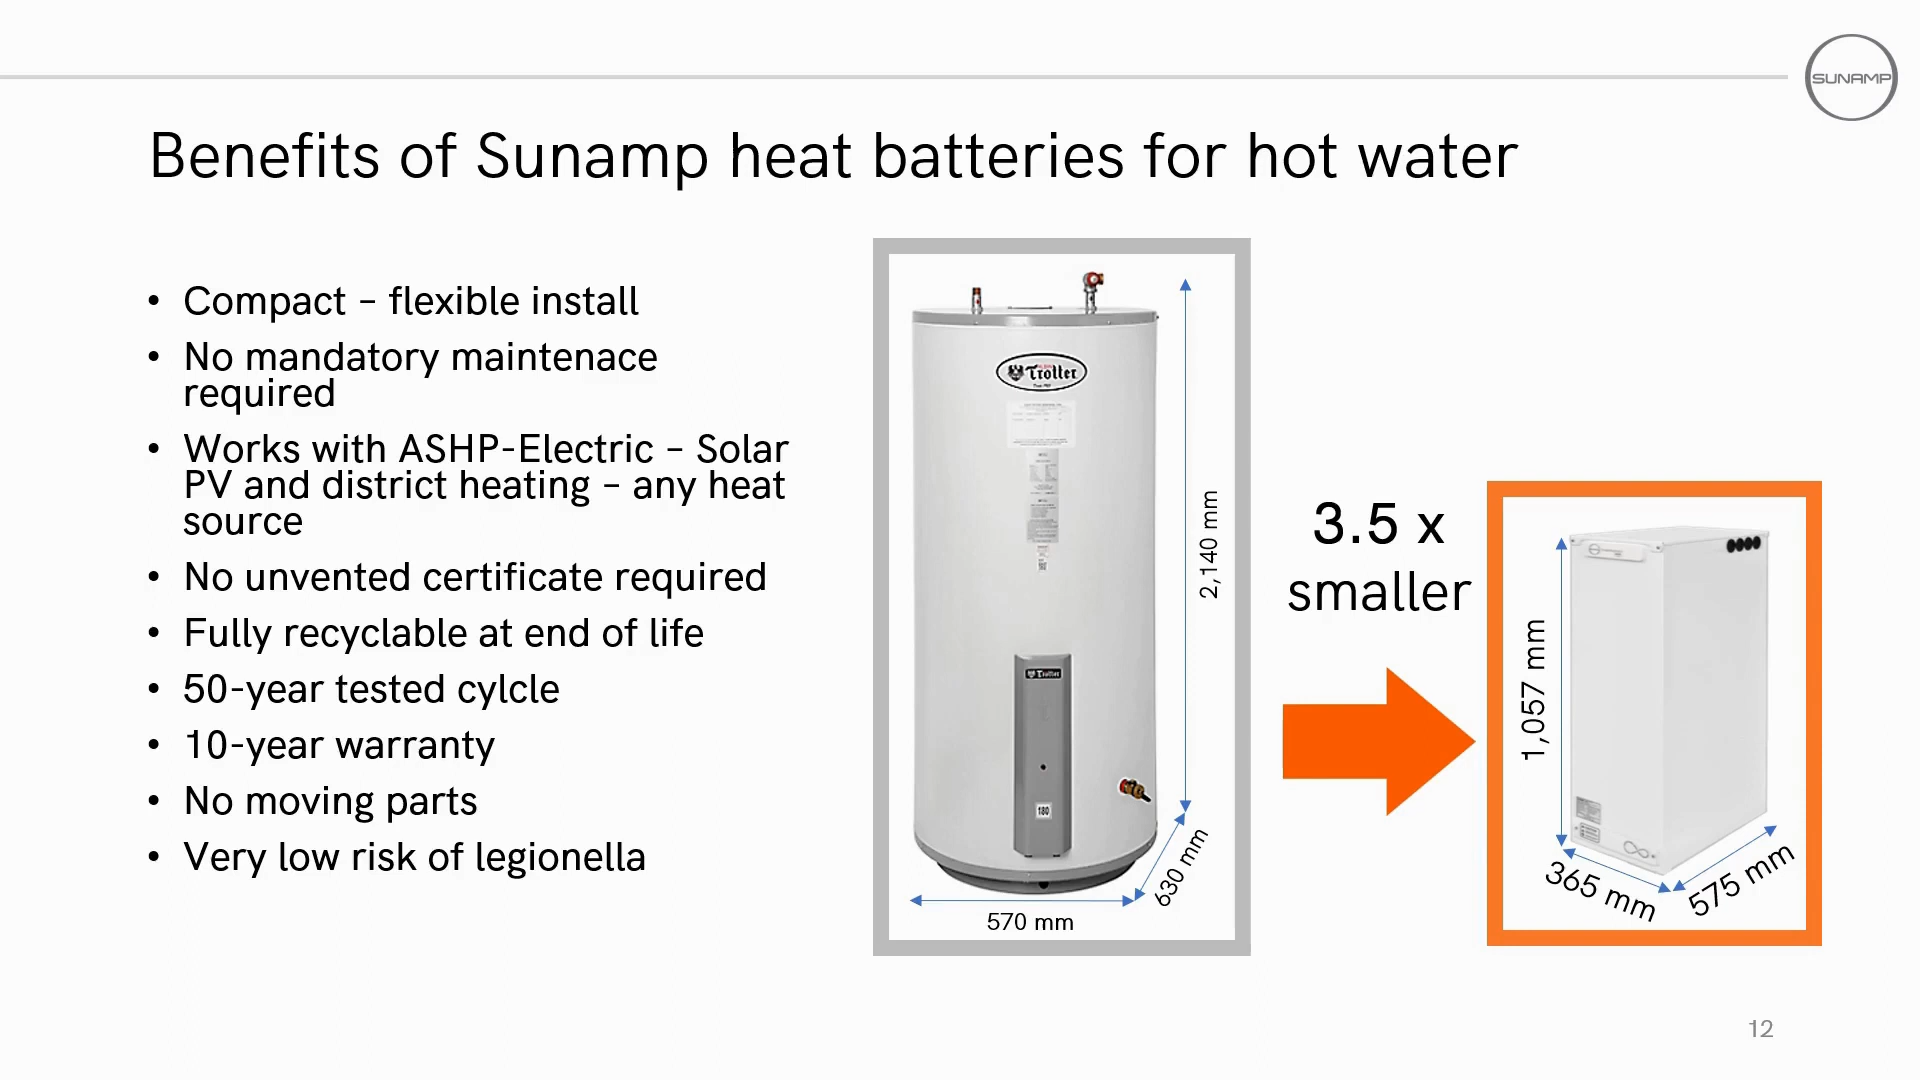 SUNAMP
Benefits of Sunamp heat batteries for hot water
• Compact – flexible install
• No mandatory maintenace
required
• Works with ASHP-Electric – Solar
PV and district heating – any heat
source
• No unvented certificate required
• Fully recyclable at end of life
• 50-year tested cylcle
• 10-year warranty
• No moving parts
• Very low risk of legionella
Trotter
Trotter
180
2,140 mm
630 mm
570 mm
3.5 x
smaller
1,057 mm
365 mm
575 mm
12